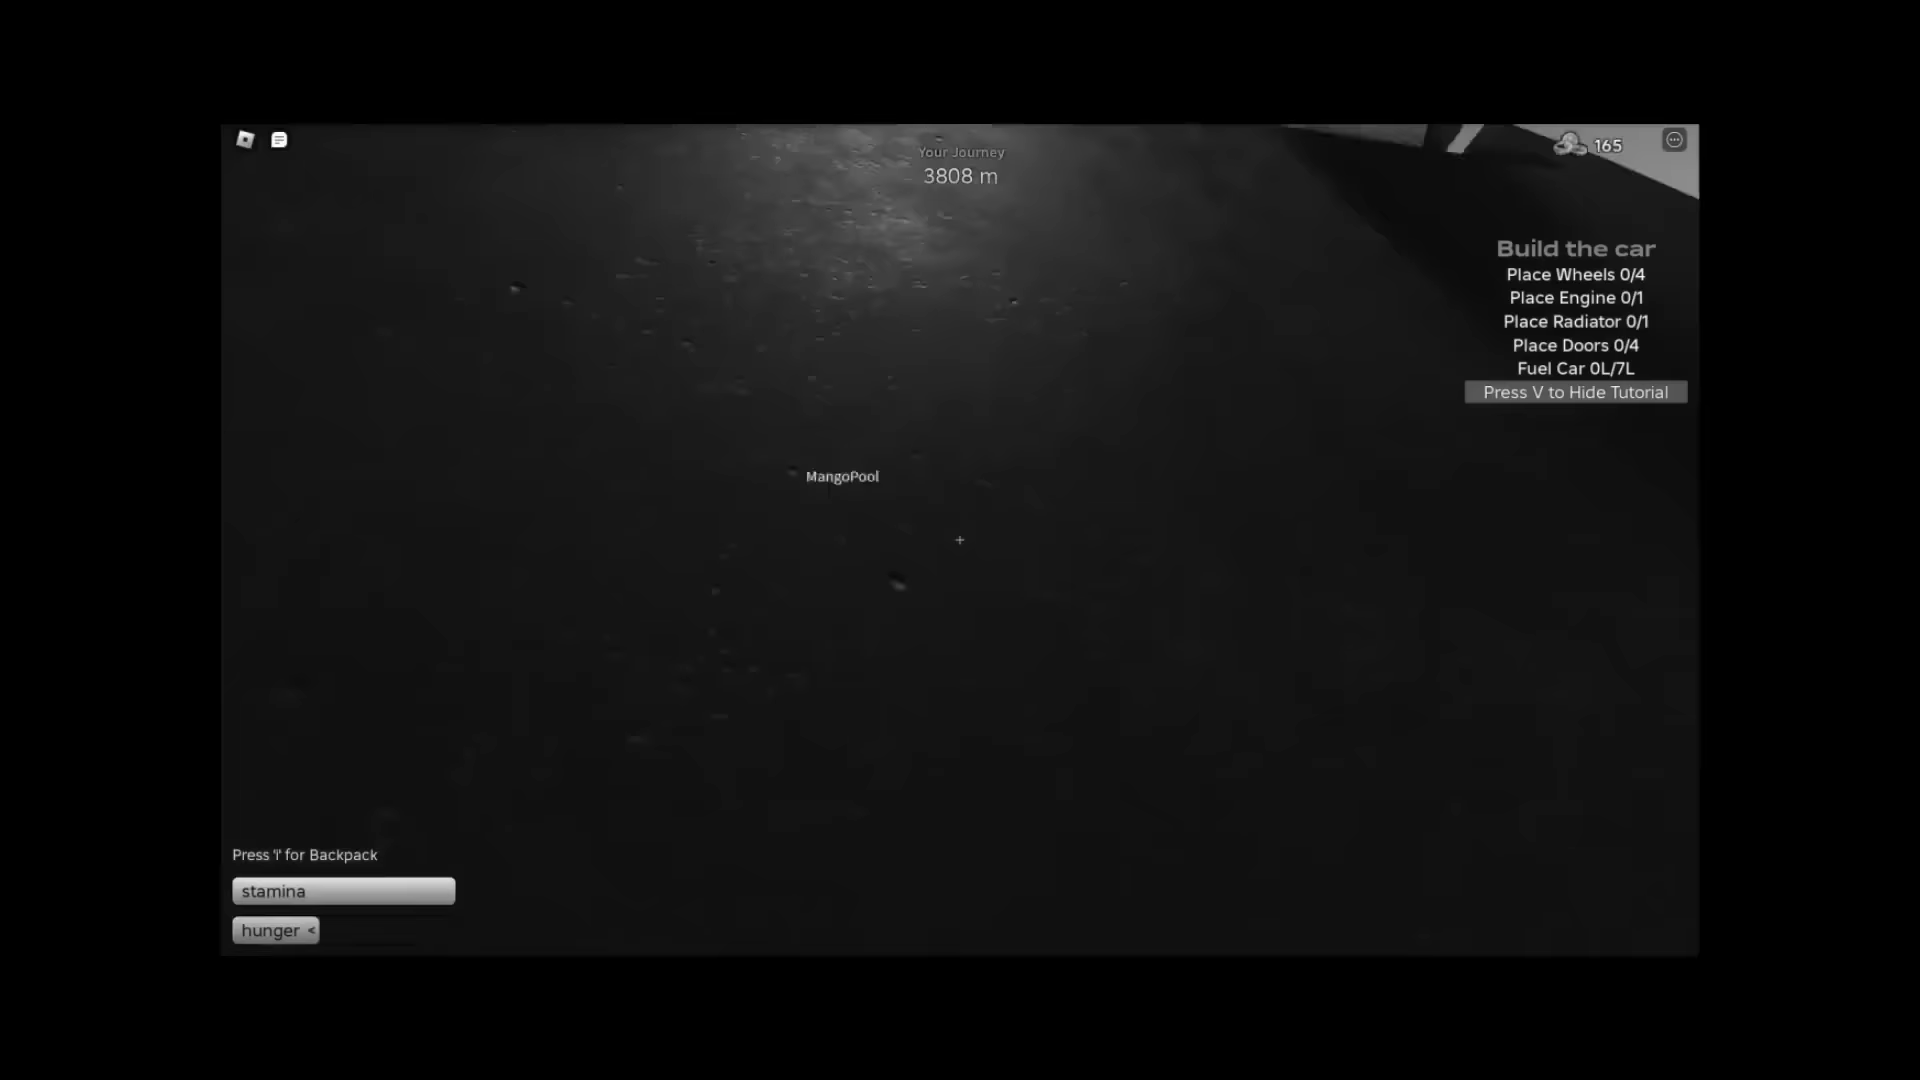 Your Journey
3808 m
165
Build the car
Place Wheels 0/4
Place Engine 0/1
Place Radiator 0/1
Place Doors 0/4
Fuel Car 0L/7L
Press V to Hide Tutorial
MangoPool
Press 'I' for Backpack
stamina
hunger <